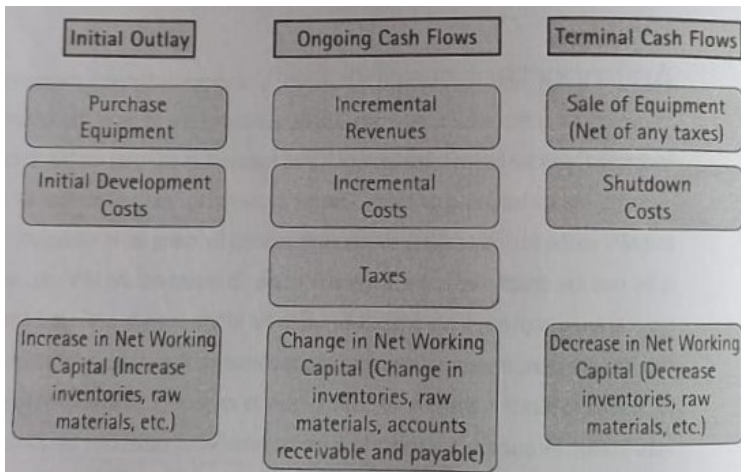 Initial Outlay
Purchase
Equipment
Initial Development
Costs
Increase in Net Working
Capital (Increase
inventories, raw
materials, etc.)
Ongoing Cash Flows
Incremental
Revenues
Incremental
Costs
Taxes
Change in Net Working
Capital (Change in
inventories, raw
materials, accounts
receivable and payable)
Terminal Cash Flows
Sale of Equipment
(Net of any taxes)
Shutdown
Costs
Decrease in Net Working
Capital (Decrease
inventories, raw
materials, etc.)